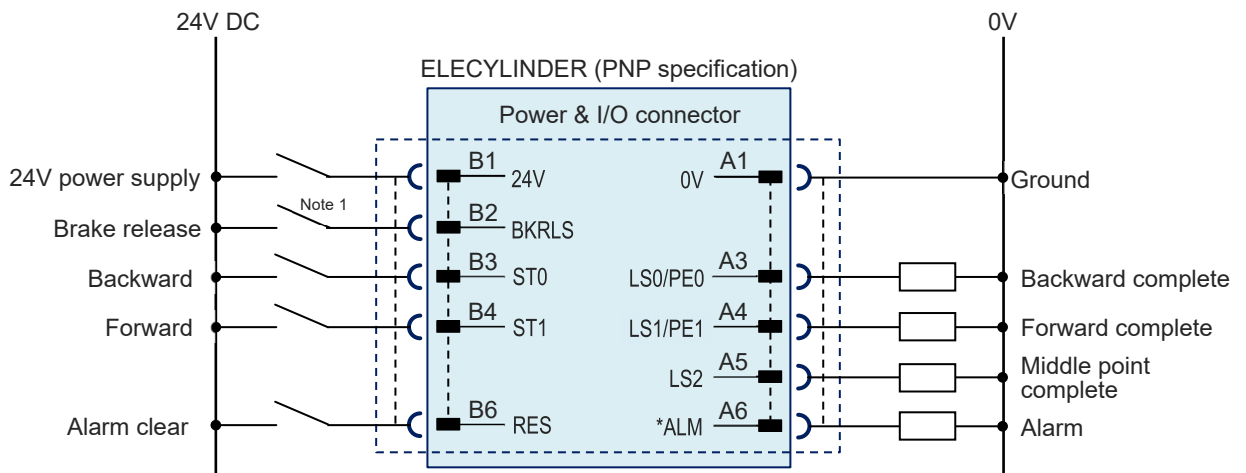 24V DC
0V
ELECYLINDER (PNP specification)
Power & I/O connector
24V power supply
B1
24V
A1
0V
Ground
Brake release
Note 1
B2
BKRLS
Backward
B3
ST0
A3
LS0/PE0
Backward complete
Forward
B4
ST1
A4
LS1/PE1
Forward complete
A5
LS2
Middle point
complete
Alarm clear
B6
RES
A6
*ALM
Alarm